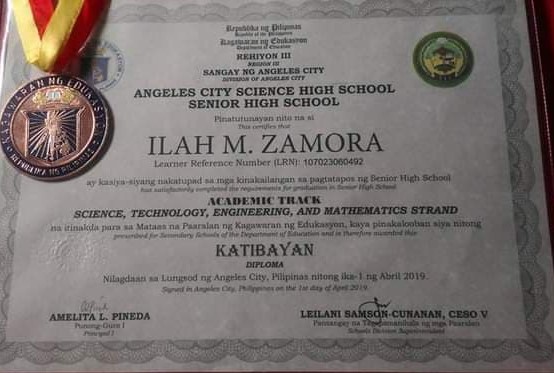 Republika ng Pilipinas
Republic of the Philippines
Kagawaran ng Edukasyon
Department of Education
REHIYON III
REGION III
SANGAY NG ANGELES CITY
DIVISION OF ANGELES CITY
ANGELES CITY SCIENCE HIGH SCHOOL
SENIOR HIGH SCHOOL
Pinatutunayan nito na si
This certifies that
ILAH M. ZAMORA
Learner Reference Number (LRN): 107023060492
ay kasiya-siyang nakatupad sa mga kinakailangan sa pagtatapos ng Senior High School
has satisfactorily completed the requirements for graduation in Senior High School
ACADEMIC TRACK
SCIENCE, TECHNOLOGY, ENGINEERING, AND MATHEMATICS STRAND
na itinakda para sa Mataas na Paaralan ng Kagawaran ng Edukasyon, kaya pinakalooban siya nitong
prescribed for Secondary Schools of the Department of Education and is therefore awarded this
KATIBAYAN
DIPLOMA
Nilagdaan sa Lungsod ng Angeles City, Pilipinas nitong ika-1 ng Abril 2019.
Signed in Angeles City, Philippines on the 1st day of April 2019.
AMELITA L. PINEDA
Punong-Guro I
Principal I
LEILANI SAMSON-CUNANAN, CESO V
Pansangay na Tagapamanihala ng mga Paaralan
Schools Division Superintendent
KAGAWARAN NG EDUKASYON
REPUBLIKA NG PILIPINAS